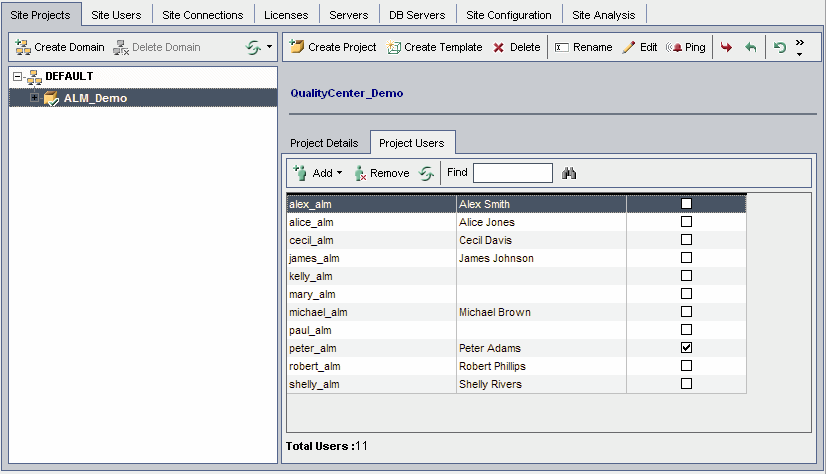 Site Projects Site Users Site Connections Licenses Servers DB Servers Site Configuration Site Analysis
Create Domain Delete Domain
DEFAULT
ALM_Demo
Create Project Create Template Delete Rename Edit Ping
QualityCenter_Demo
Project Details Project Users
Add Remove Find
alex_alm Alex Smith
alice_alm Alice Jones
cecil_alm Cecil Davis
james_alm James Johnson
kelly_alm
mary_alm
michael_alm Michael Brown
paul_alm
peter_alm Peter Adams
robert_alm Robert Phillips
shelly_alm Shelly Rivers
Total Users :11